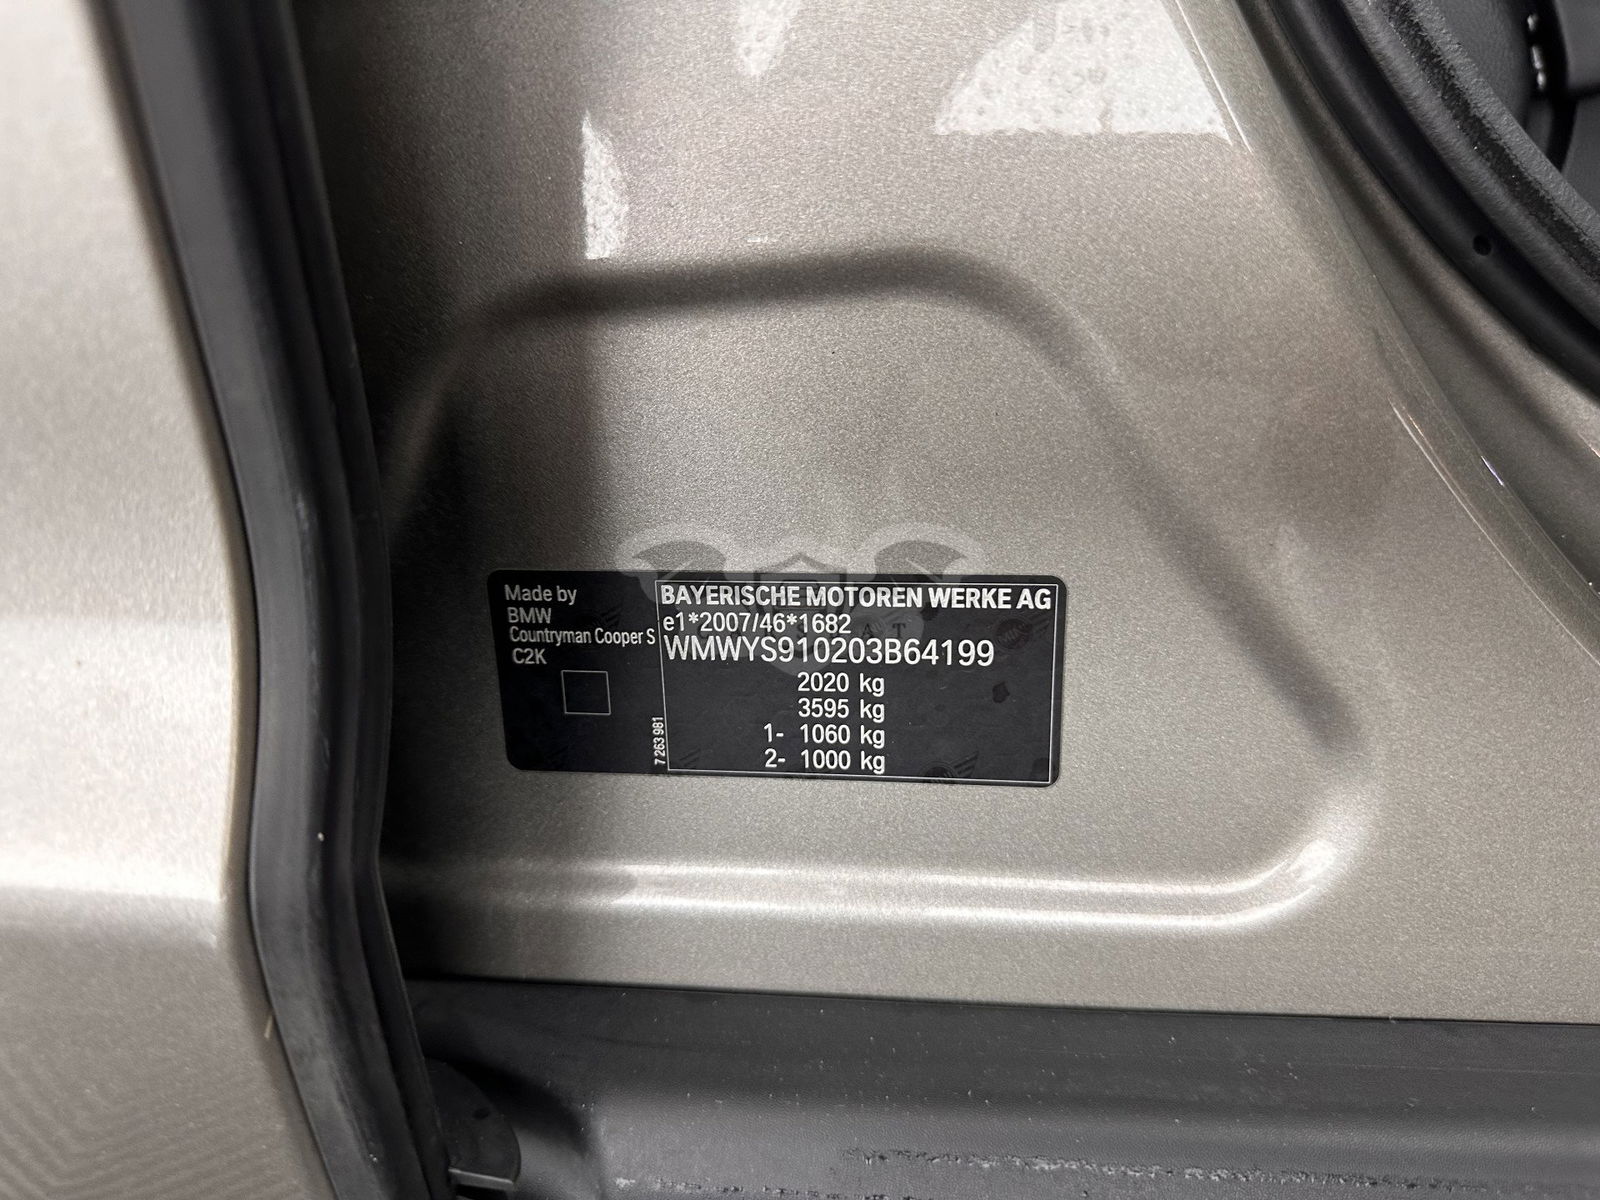 Made by
BMW
Countryman Cooper S
C2K
7 263 981
BAYERISCHE MOTOREN WERKE AG
e1*2007/46*1682
WMWYS910203B64199
2020 kg
3595 kg
1- 1060 kg
2- 1000 kg